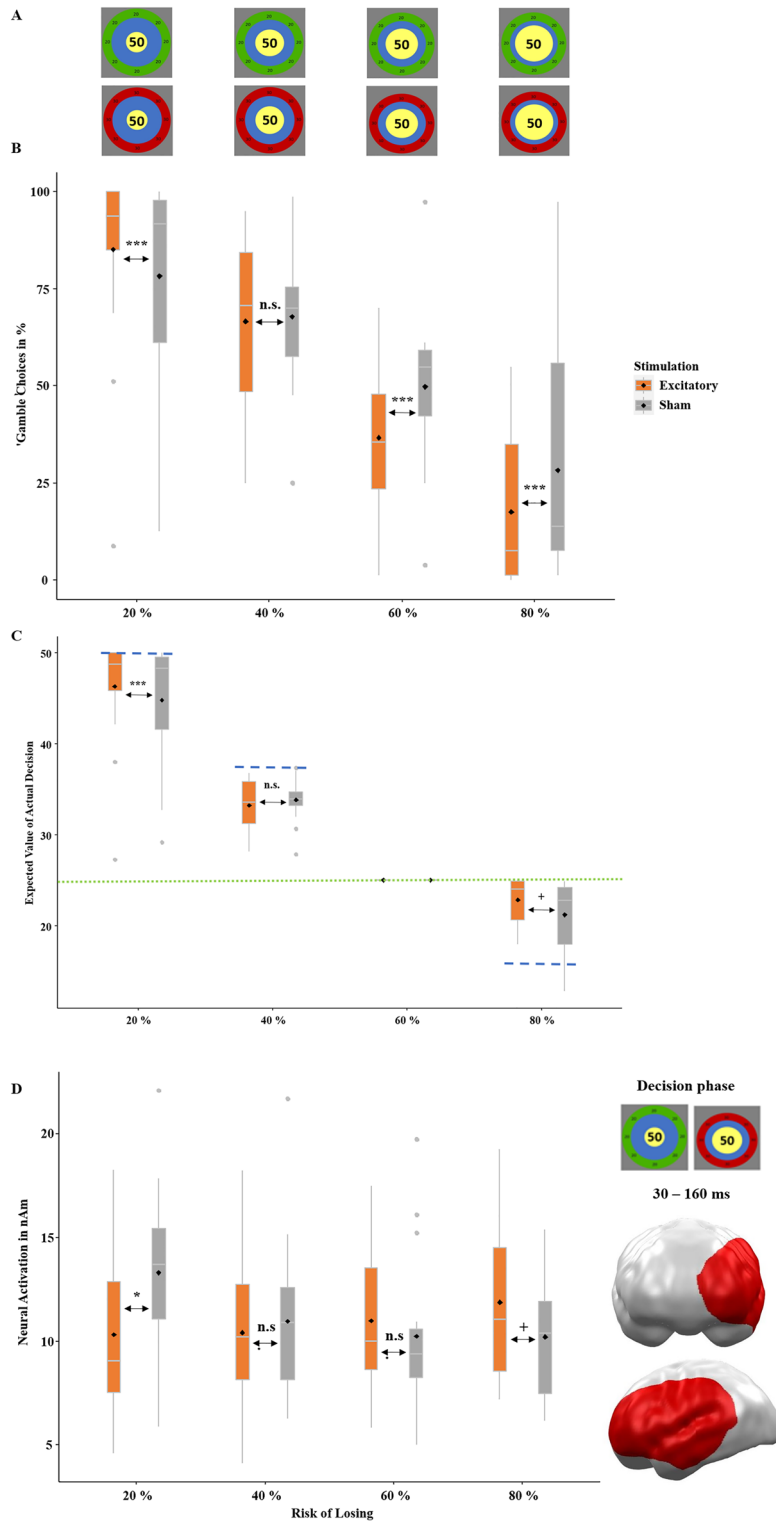 A
50 50 50 50
50 50 50 50
B
'Gamble' Choices in %
100
75
50
25
0
***
n.s.
***
***
20 % 40 % 60 % 80 %
Stimulation
Excitatory
Sham
C
Expected Value of Actual Decision
50
40
30
20
***
n.s.
+
20 % 40 % 60 % 80 %
D
Neural Activation in nAm
20
15
10
5
*
n.s
n.s
+
20 % 40 % 60 % 80 %
Risk of Losing
Decision phase
50 50
30 – 160 ms